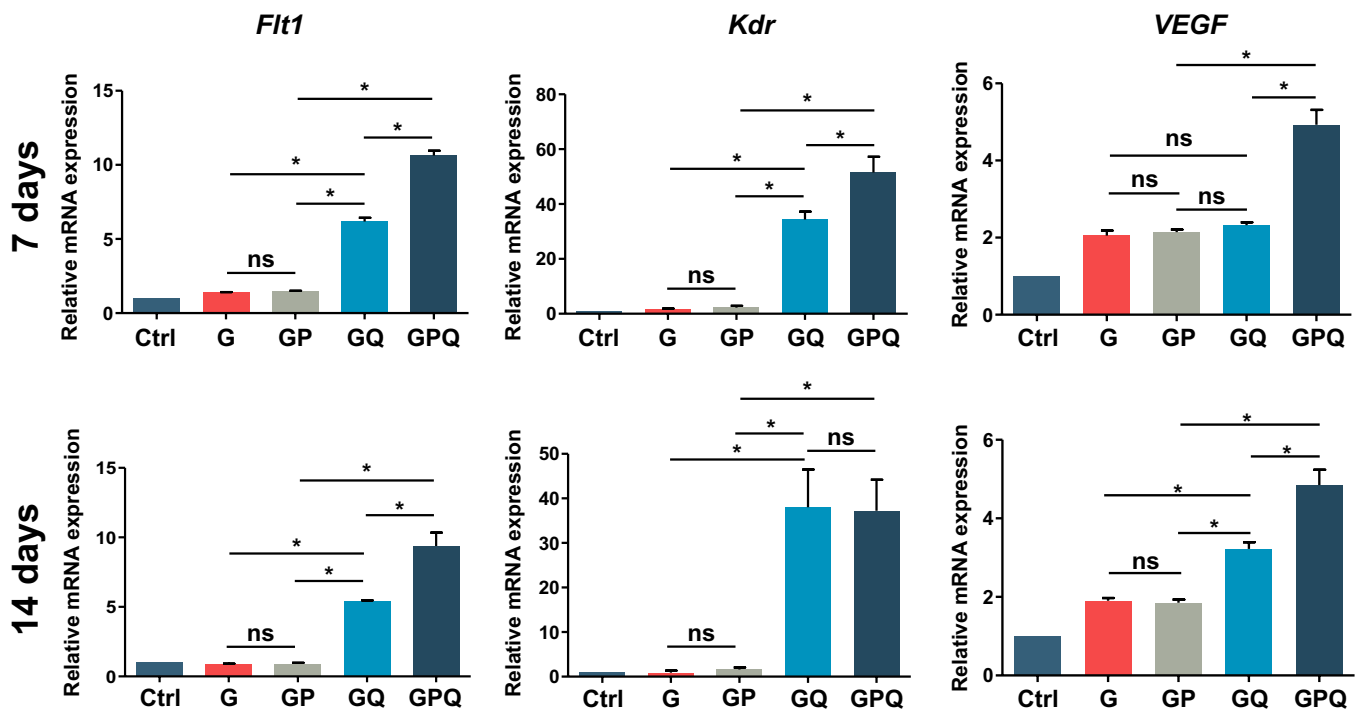 Flt1
Kdr
VEGF
7 days
Relative mRNA expression
15
10
5
0
*
*
*
*
ns
Ctrl G GP GQ GPQ
Relative mRNA expression
80
60
40
20
0
*
*
*
*
ns
Ctrl G GP GQ GPQ
Relative mRNA expression
6
4
2
0
*
*
ns
ns
ns
Ctrl G GP GQ GPQ
14 days
Relative mRNA expression
15
10
5
0
*
*
*
*
ns
Ctrl G GP GQ GPQ
Relative mRNA expression
50
40
30
20
10
0
*
*
*
ns
ns
Ctrl G GP GQ GPQ
Relative mRNA expression
6
4
2
0
*
*
*
*
ns
Ctrl G GP GQ GPQ